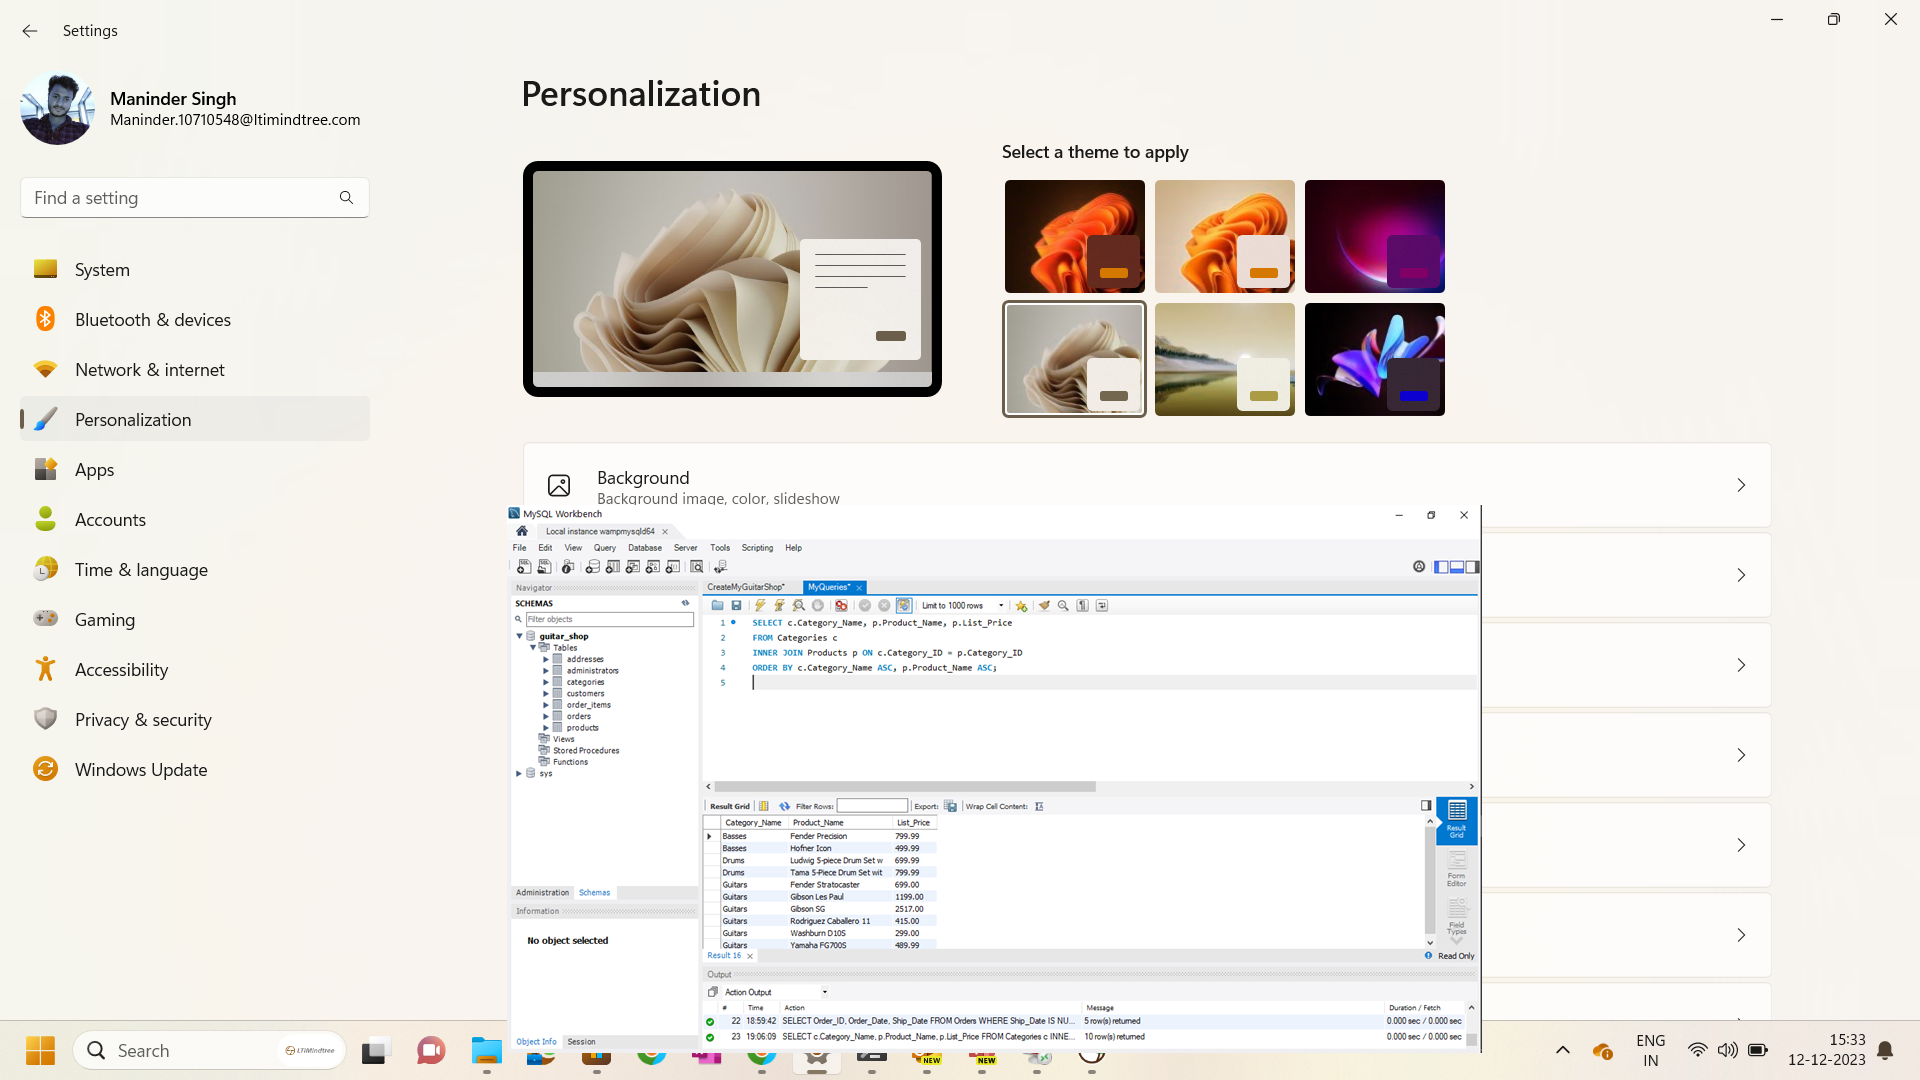 Settings
Maninder Singh
Maninder.10710548@ltimindtree.com
Find a setting
System
Bluetooth & devices
Network & internet
Personalization
Apps
Accounts
Time & language
Gaming
Accessibility
Privacy & security
Windows Update
Personalization
Select a theme to apply
Background
Background image, color, slideshow
MySQL Workbench
Local instance wampmysqld64
File Edit View Query Database Server Tools Scripting Help
Navigator
SCHEMAS
Filter objects
guitar_shop
Tables
addresses
administrators
categories
customers
order_items
orders
products
Views
Stored Procedures
Functions
sys
Administration Schemas
Information
No object selected
Object Info Session
CreateMyGuitarShop* MyQueries*
Limit to 1000 rows
1 SELECT c.Category_Name, p.Product_Name, p.List_Price
2 FROM Categories c
3 INNER JOIN Products p ON c.Category_ID = p.Category_ID
4 ORDER BY c.Category_Name ASC, p.Product_Name ASC;
5
Result Grid Filter Rows: Export: Wrap Cell Content:
Category_Name Product_Name List_Price
Basses Fender Precision 799.99
Basses Hofner Icon 499.99
Drums Ludwig 5-piece Drum Set w 699.99
Drums Tama 5-Piece Drum Set wit 799.99
Guitars Fender Stratocaster 699.00
Guitars Gibson Les Paul 1199.00
Guitars Gibson SG 2517.00
Guitars Rodriguez Caballero 11 415.00
Guitars Washburn D10S 299.00
Guitars Yamaha FG700S 489.99
Result Grid
Form Editor
Field Types
Result 16
Read Only
Output
Action Output
# Time Action Message Duration / Fetch
22 18:59:42 SELECT Order_ID, Order_Date, Ship_Date FROM Orders WHERE Ship_Date IS NU... 5 row(s) returned 0.000 sec / 0.000 sec
23 19:06:09 SELECT c.Category_Name, p.Product_Name, p.List_Price FROM Categories c INNE... 10 row(s) returned 0.000 sec / 0.000 sec
Search
LTIMindtree
NEW
NEW
ENG
IN
15:33
12-12-2023